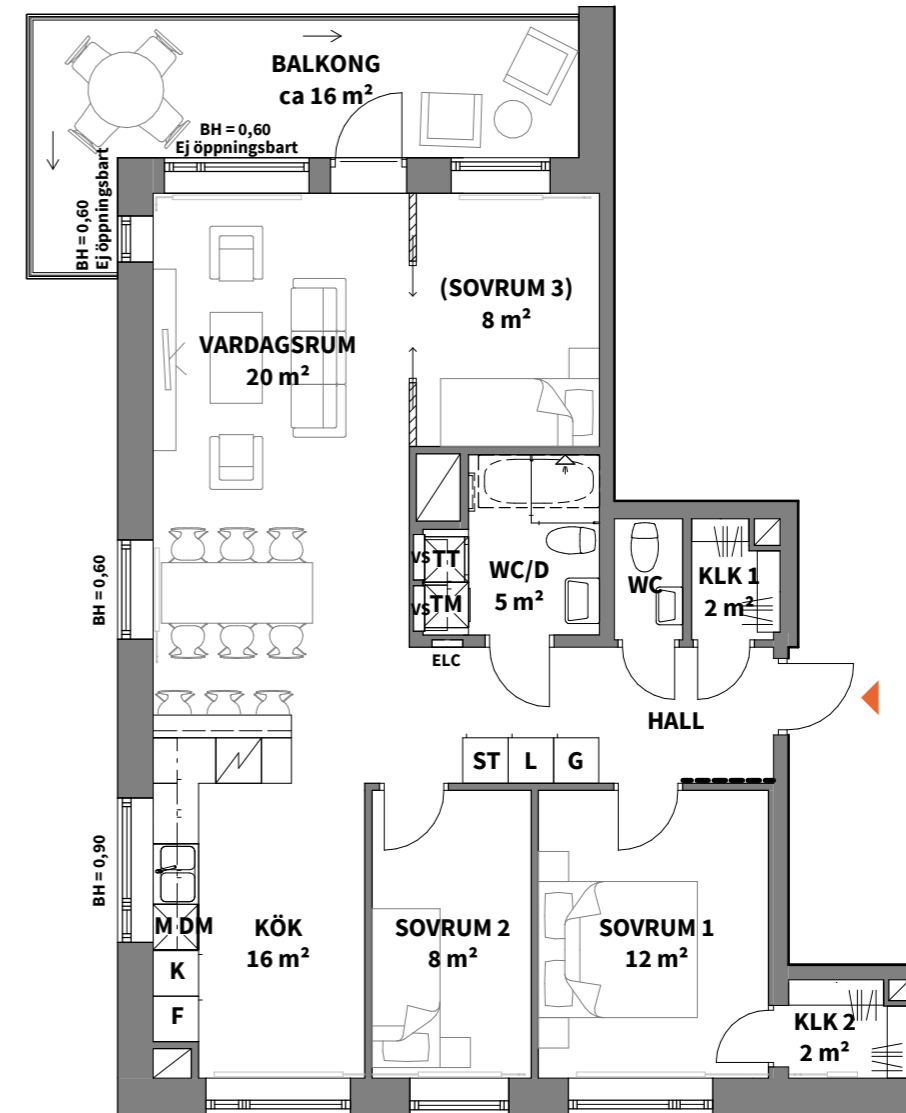 BALKONG
ca 16 m²
BH = 0,60
Ej öppningsbart
BH = 0,60
Ej öppningsbart
(SOVRUM 3)
8 m²
VARDAGSRUM
20 m²
VS TT
VS TM
WC/D
5 m²
WC
KLK 1
2 m²
BH = 0,60
ELC
HALL
ST L G
BH = 0,90
M DM
K
F
KÖK
16 m²
SOVRUM 2
8 m²
SOVRUM 1
12 m²
KLK 2
2 m²